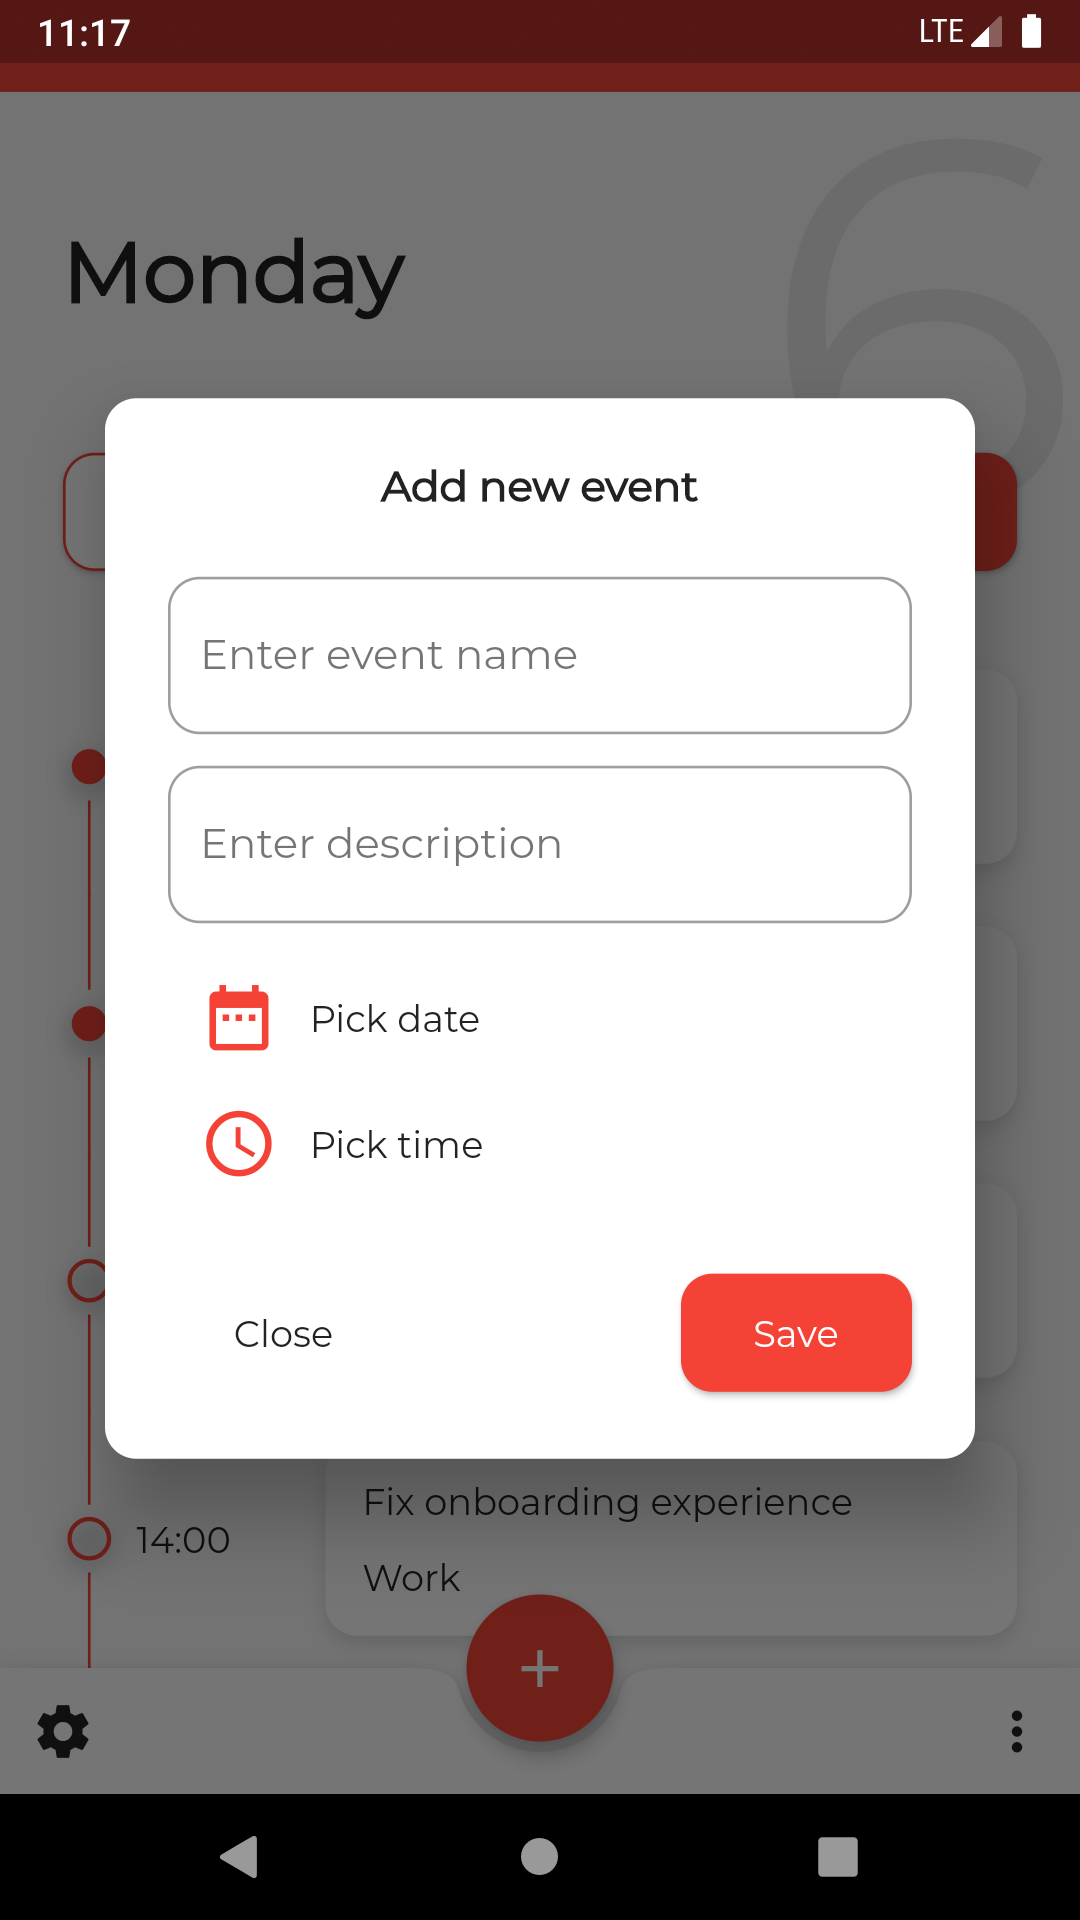 11:17 LTE
6
Monday
Add new event
Enter event name
Enter description
Pick date
Pick time
Close Save
Fix onboarding experience
14:00
Work